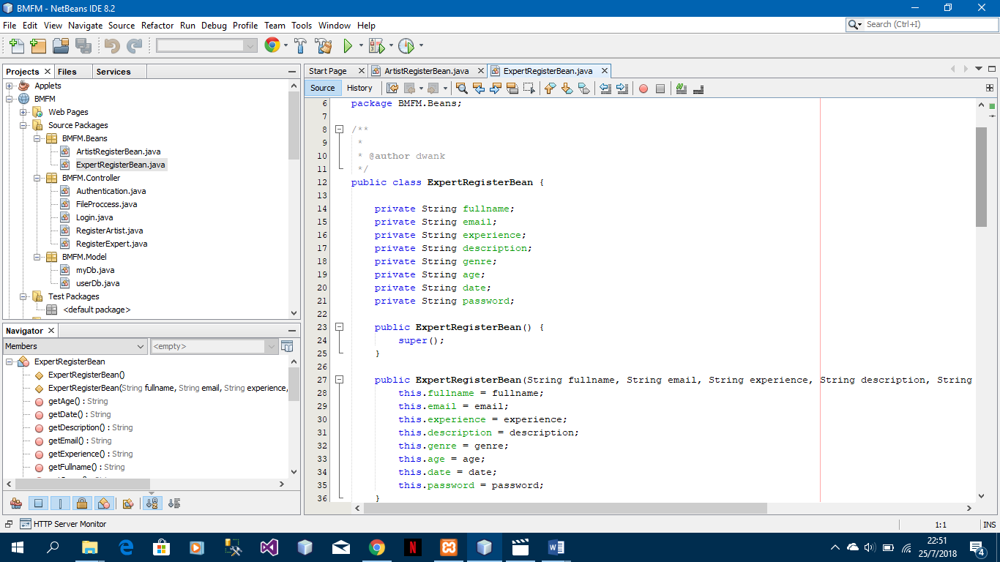 BMFM - NetBeans IDE 8.2
File Edit View Navigate Source Refactor Run Debug Profile Team Tools Window Help
Search (Ctrl+I)
Projects Files Services
Applets
BMFM
Web Pages
Source Packages
BMFM.Beans
ArtistRegisterBean.java
ExpertRegisterBean.java
BMFM.Controller
Authentication.java
FileProccess.java
Login.java
RegisterArtist.java
RegisterExpert.java
BMFM.Model
myDb.java
userDb.java
Test Packages
<default package>
Navigator
Members
<empty>
ExpertRegisterBean
ExpertRegisterBean()
ExpertRegisterBean(String fullname, String email, String experience,
getAge() : String
getDate() : String
getDescription() : String
getEmail() : String
getExperience() : String
getFullname() : String
Start Page ArtistRegisterBean.java ExpertRegisterBean.java
Source History
6 package BMFM.Beans;
7
8 /**
9 *
10 * @author dwank
11 */
12 public class ExpertRegisterBean {
13
14 private String fullname;
15 private String email;
16 private String experience;
17 private String description;
18 private String genre;
19 private String age;
20 private String date;
21 private String password;
22
23 public ExpertRegisterBean() {
24 super();
25 }
26
27 public ExpertRegisterBean(String fullname, String email, String experience, String description, String
28 this.fullname = fullname;
29 this.email = email;
30 this.experience = experience;
31 this.description = description;
32 this.genre = genre;
33 this.age = age;
34 this.date = date;
35 this.password = password;
36 }
HTTP Server Monitor
1:1 INS
22:51
25/7/2018
4